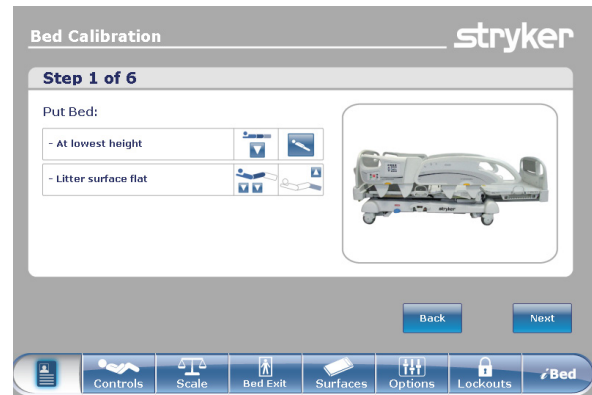 Bed Calibration
stryker
Step 1 of 6
Put Bed:
- At lowest height
- Litter surface flat
stryker
Back
Next
Controls
Scale
Bed Exit
Surfaces
Options
Lockouts
iBed